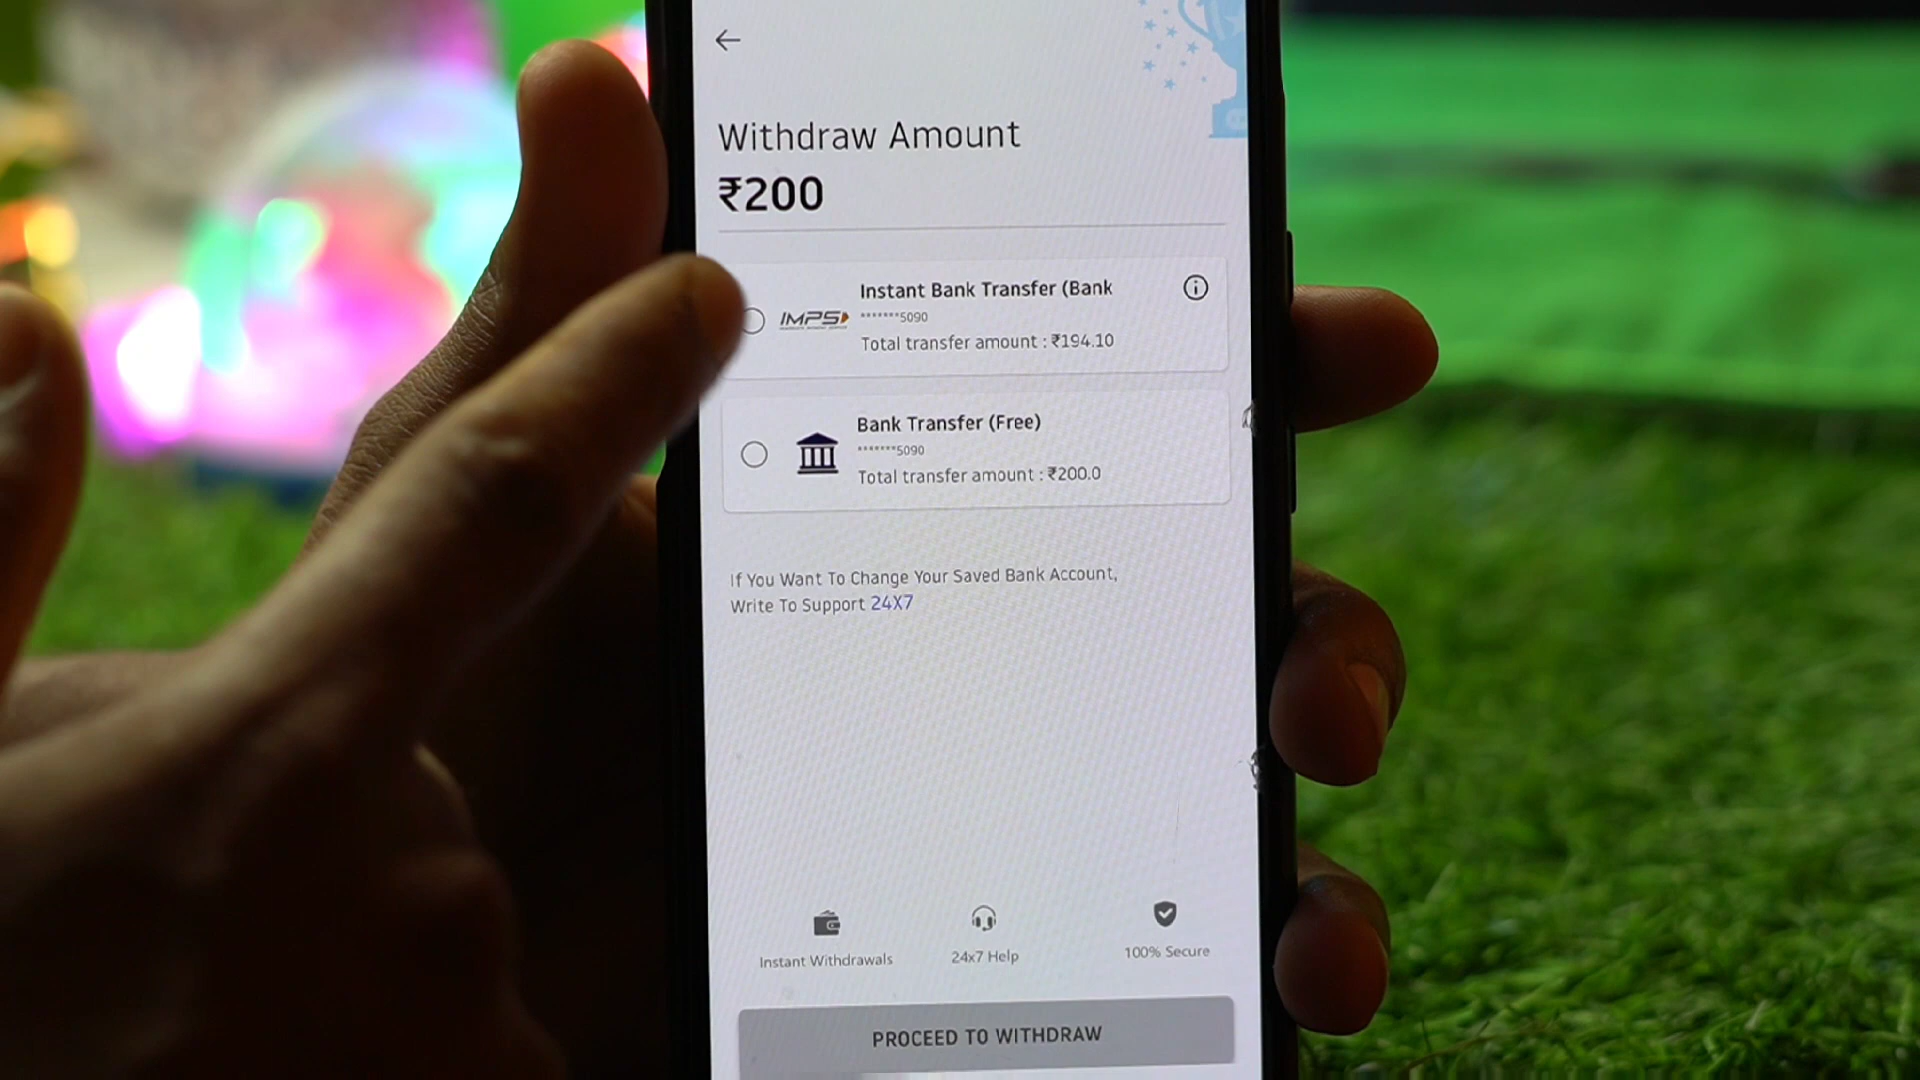 Withdraw Amount
₹200
Instant Bank Transfer (Bank
IMPS
*******5090
Total transfer amount : ₹194.10
Bank Transfer (Free)
*******5090
Total transfer amount : ₹200.0
If You Want To Change Your Saved Bank Account,
Write To Support 24X7
Instant Withdrawals
24x7 Help
100% Secure
PROCEED TO WITHDRAW